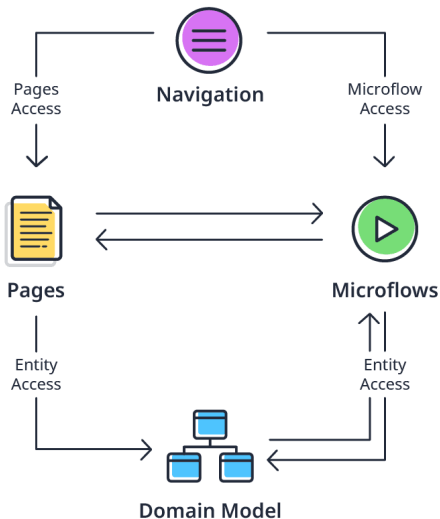 Navigation
Pages
Access
Microflow
Access
Pages
Microflows
Entity
Access
Entity
Access
Domain Model